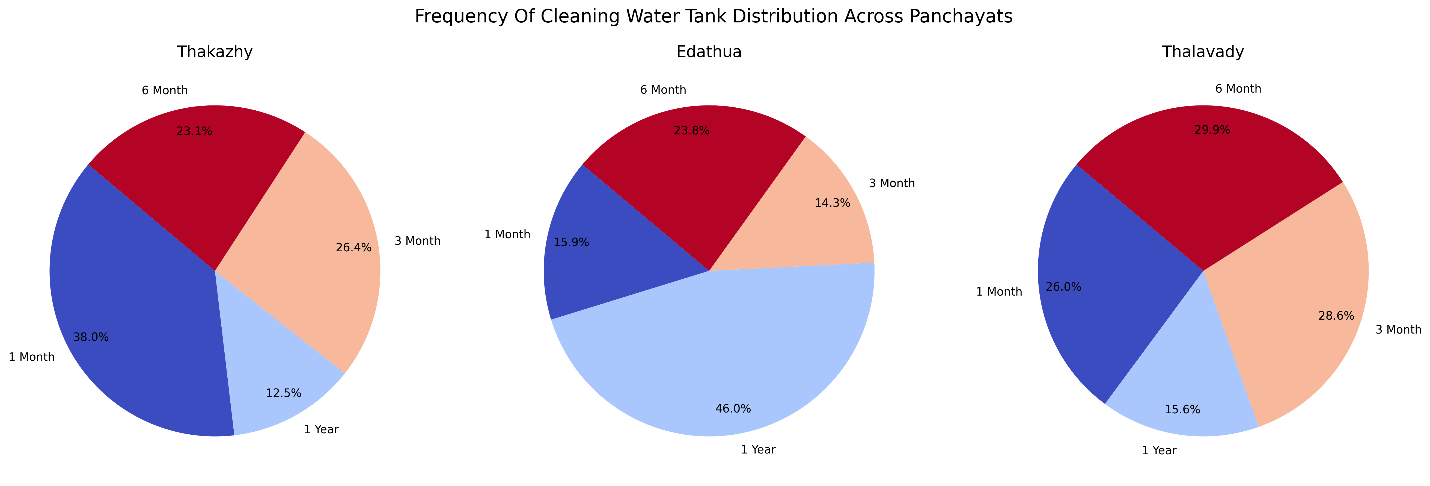 Frequency Of Cleaning Water Tank Distribution Across Panchayats
Thakazhy
6 Month
23.1%
3 Month
26.4%
38.0%
1 Month
12.5%
1 Year
Edathua
6 Month
23.8%
3 Month
14.3%
1 Month
15.9%
46.0%
1 Year
Thalavady
6 Month
29.9%
1 Month
26.0%
28.6%
3 Month
15.6%
1 Year